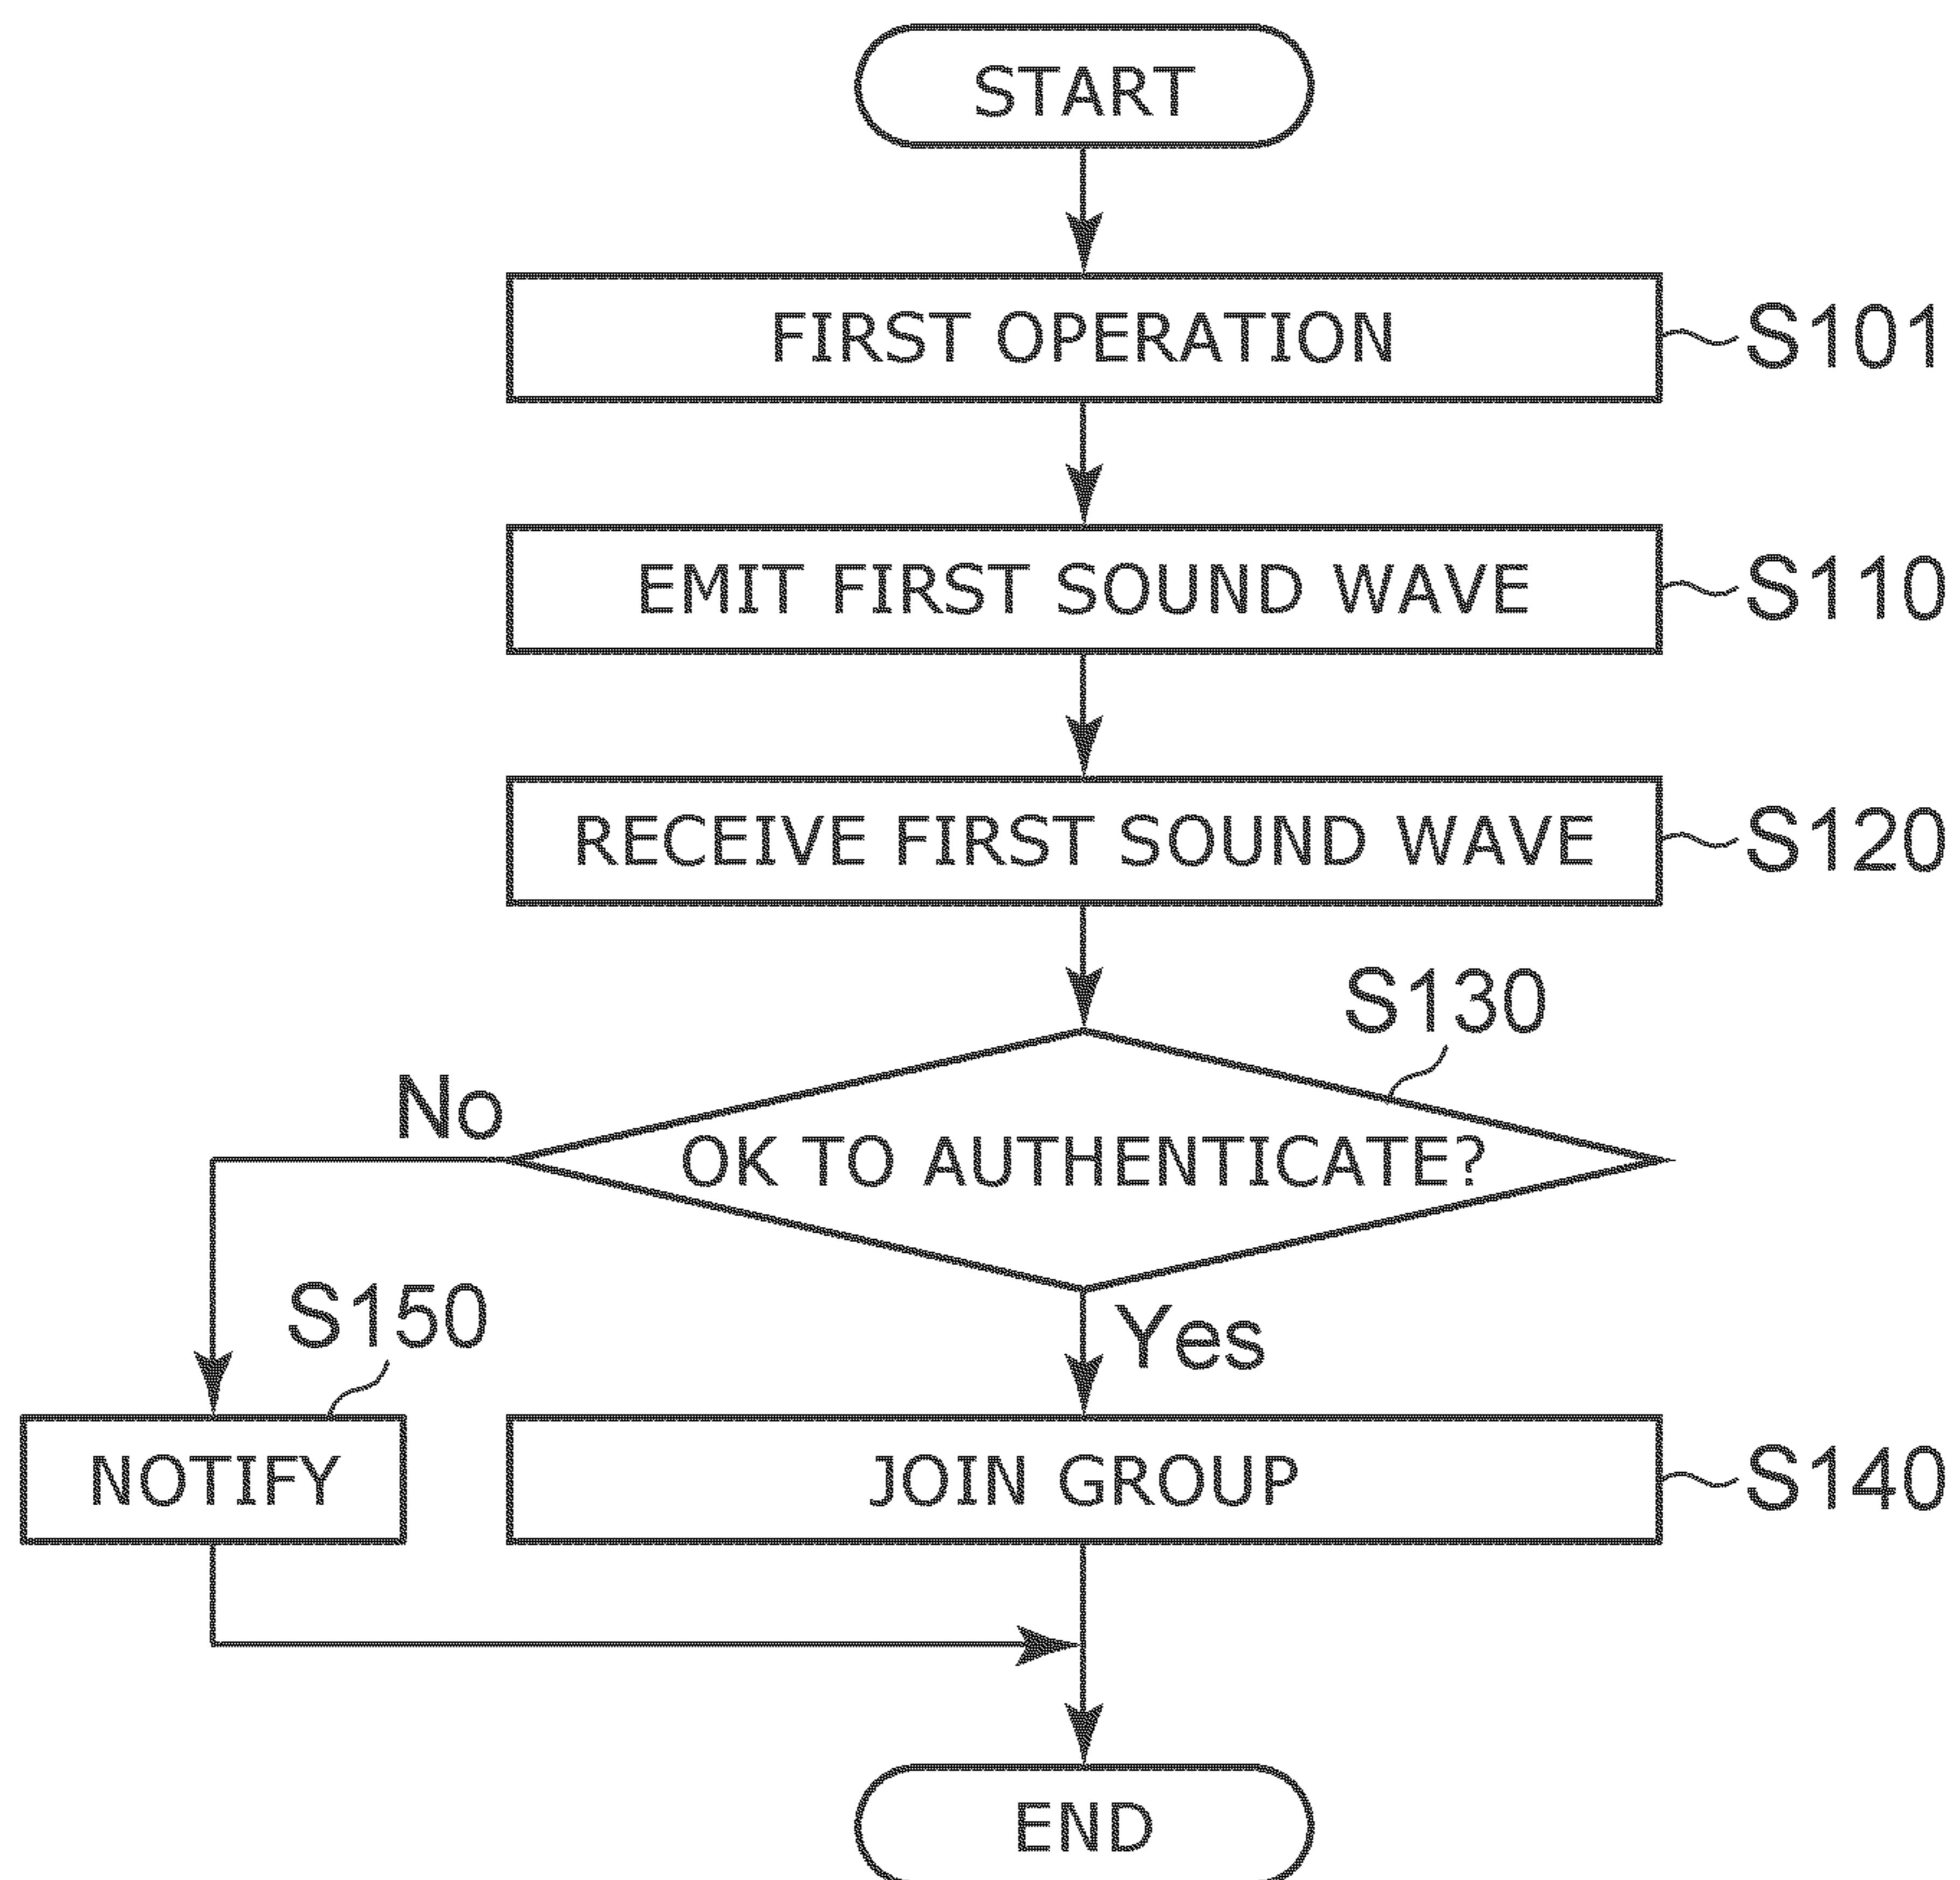 START
FIRST OPERATION
S101
EMIT FIRST SOUND WAVE
S110
RECEIVE FIRST SOUND WAVE
S120
S130
No
OK TO AUTHENTICATE?
S150
Yes
NOTIFY
JOIN GROUP
S140
END